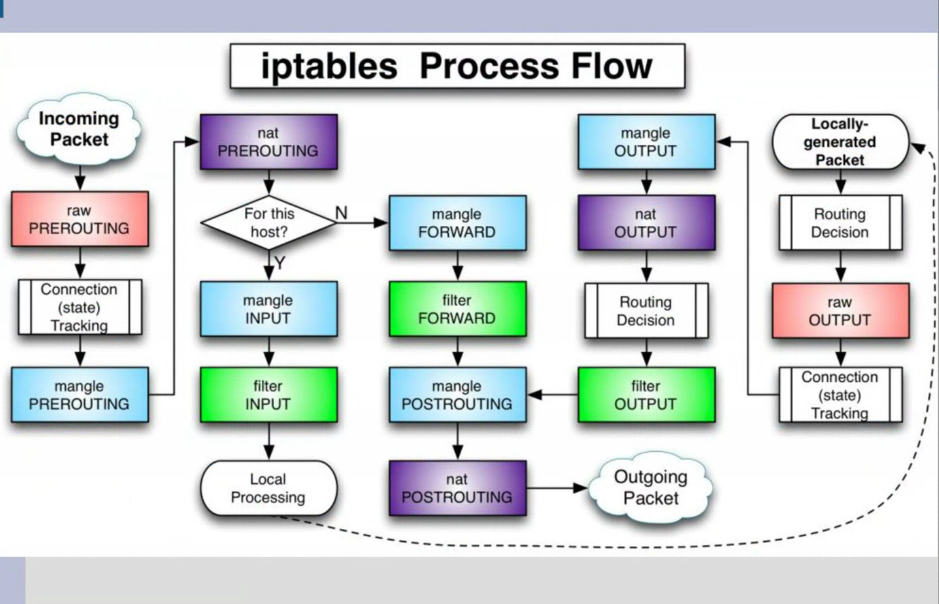 iptables Process Flow
Incoming
Packet
raw
PREROUTING
Connection
(state)
Tracking
mangle
PREROUTING
nat
PREROUTING
For this
host?
N
Y
mangle
INPUT
filter
INPUT
Local
Processing
mangle
FORWARD
filter
FORWARD
mangle
POSTROUTING
nat
POSTROUTING
mangle
OUTPUT
nat
OUTPUT
Routing
Decision
filter
OUTPUT
Outgoing
Packet
Locally-
generated
Packet
Routing
Decision
raw
OUTPUT
Connection
(state)
Tracking